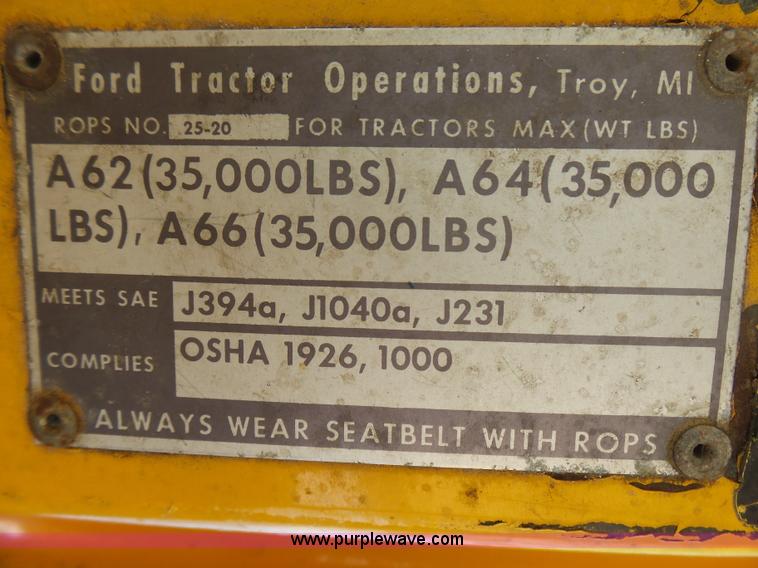 Ford Tractor Operations, Troy, MI
ROPS NO. 25-20 FOR TRACTORS MAX(WT LBS)
A62(35,000LBS), A64(35,000
LBS), A66(35,000LBS)
MEETS SAE J394a, J1040a, J231
COMPLIES OSHA 1926, 1000
ALWAYS WEAR SEATBELT WITH ROPS
www.purplewave.com